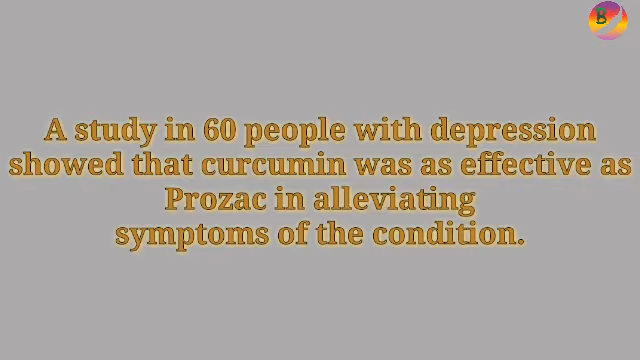 B
A study in 60 people with depression
showed that curcumin was as effective as
Prozac in alleviating
symptoms of the condition.